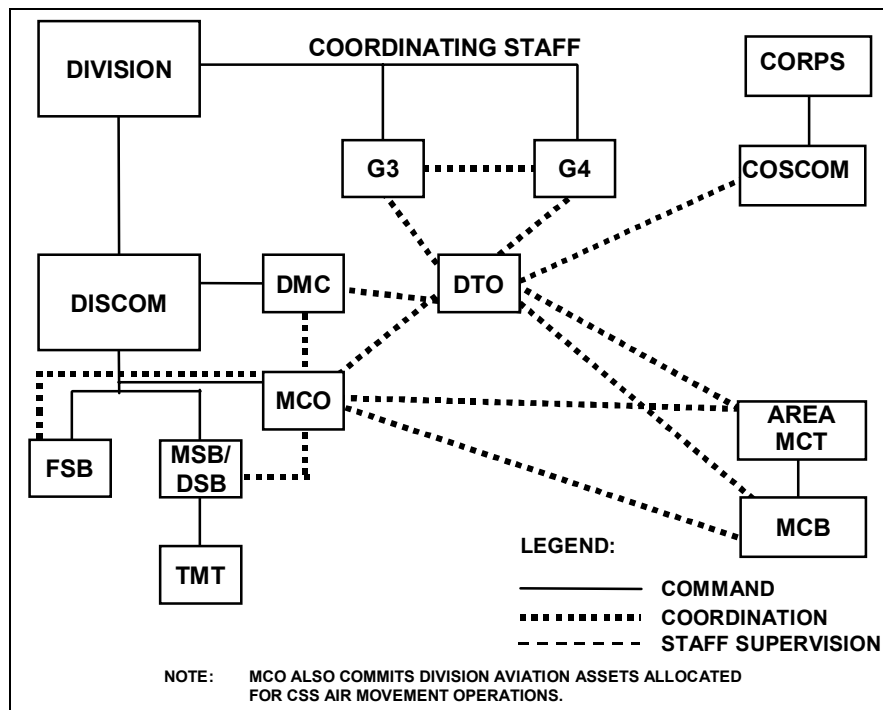 COORDINATING STAFF
DIVISION
CORPS
G3
G4
COSCOM
DISCOM
DMC
DTO
MCO
AREA
MCT
FSB
MSB/
DSB
MCB
TMT
LEGEND:
COMMAND
COORDINATION
STAFF SUPERVISION
NOTE: MCO ALSO COMMITS DIVISION AVIATION ASSETS ALLOCATED
FOR CSS AIR MOVEMENT OPERATIONS.